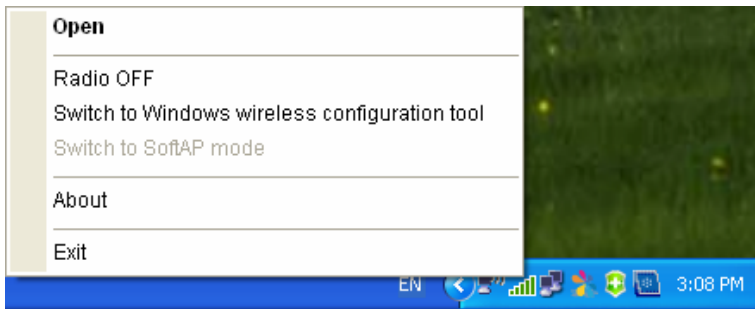 Open
Radio OFF
Switch to Windows wireless configuration tool
Switch to SoftAP mode
About
Exit
EN 3:08 PM